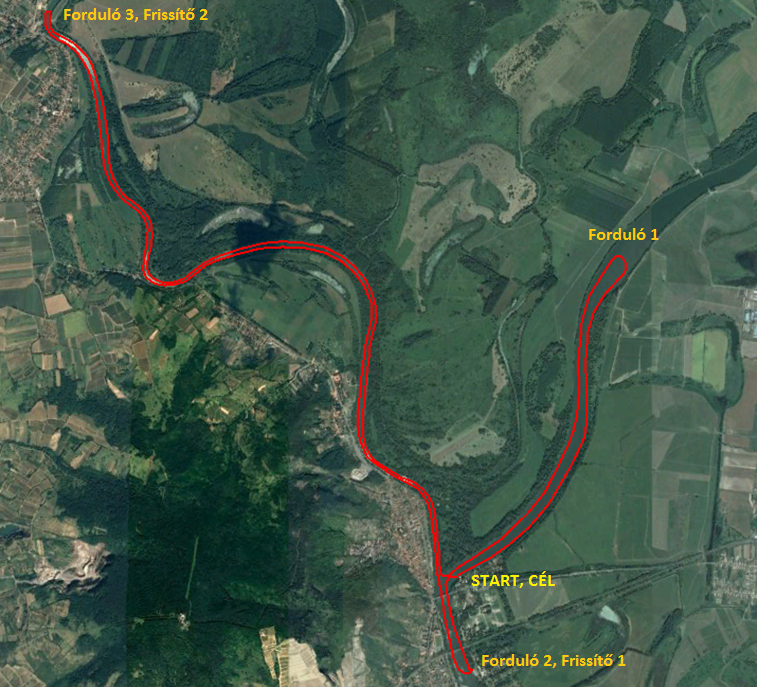 Forduló 3, Frissítő 2
Forduló 1
START, CÉL
Forduló 2, Frissítő 1